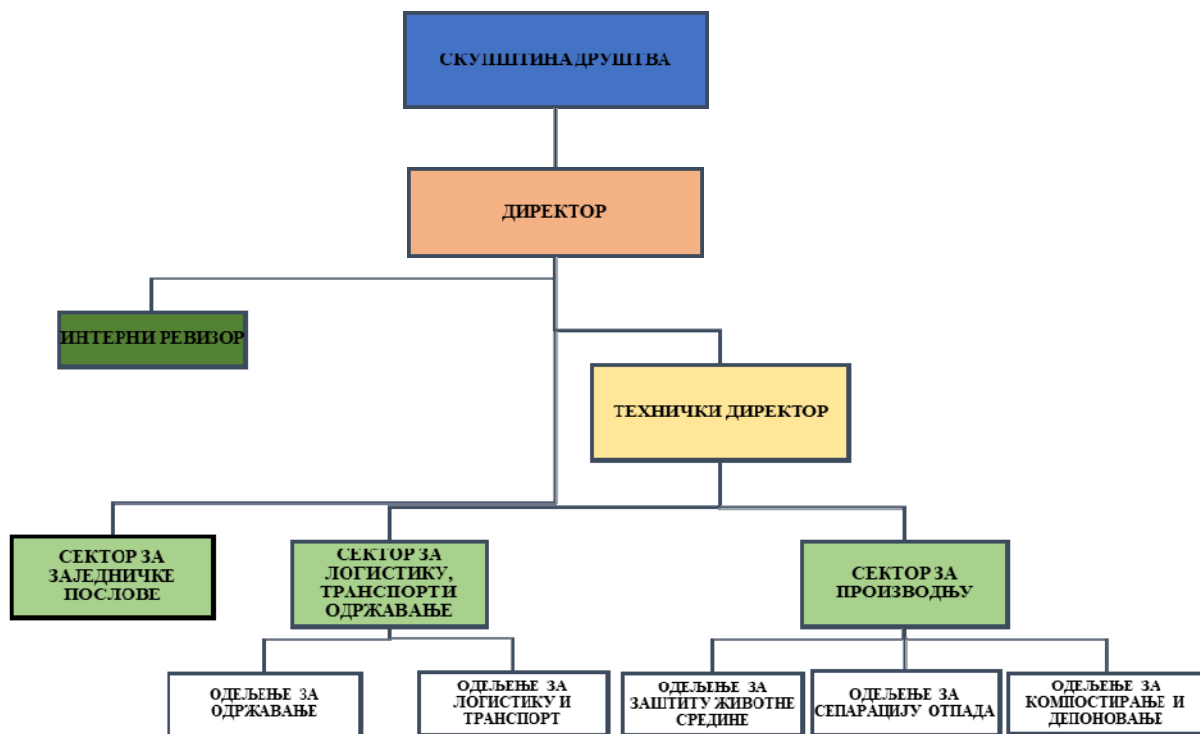 СКУПШТИНА ДРУШТВА
ДИРЕКТОР
ИНТЕРНИ РЕВИЗОР
ТЕХНИЧКИ ДИРЕКТОР
СЕКТОР ЗА
ЗАЈЕДНИЧКЕ
ПОСЛОВЕ
СЕКТОР ЗА
ЛОГИСТИКУ,
ТРАНСПОРТ И
ОДРЖАВАЊЕ
СЕКТОР ЗА
ПРОИЗВОДЊУ
ОДЕЉЕЊЕ ЗА
ОДРЖАВАЊЕ
ОДЕЉЕЊЕ ЗА
ЛОГИСТИКУ И
ТРАНСПОРТ
ОДЕЉЕЊЕ ЗА
ЗАШТИТУ ЖИВОТНЕ
СРЕДИНЕ
ОДЕЉЕЊЕ ЗА
СЕПАРАЦИЈУ ОТПАДА
ОДЕЉЕЊЕ ЗА
КОМПОСТИРАЊЕ И
ДЕПОНОВАЊЕ